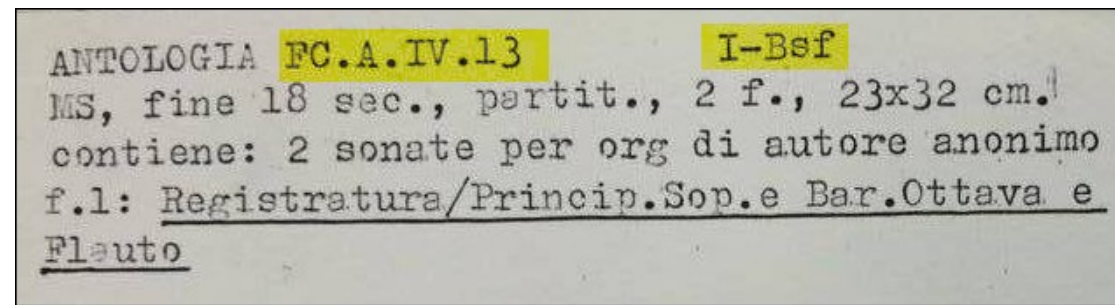 ANTOLOGIA FC.A.IV.13 I-Bsf
MS, fine 18 sec., partit., 2 f., 23x32 cm.
contiene: 2 sonate per org di autore anonimo
f.1: Registratura/Princip.Sop.e Bar.Ottava e
Flauto